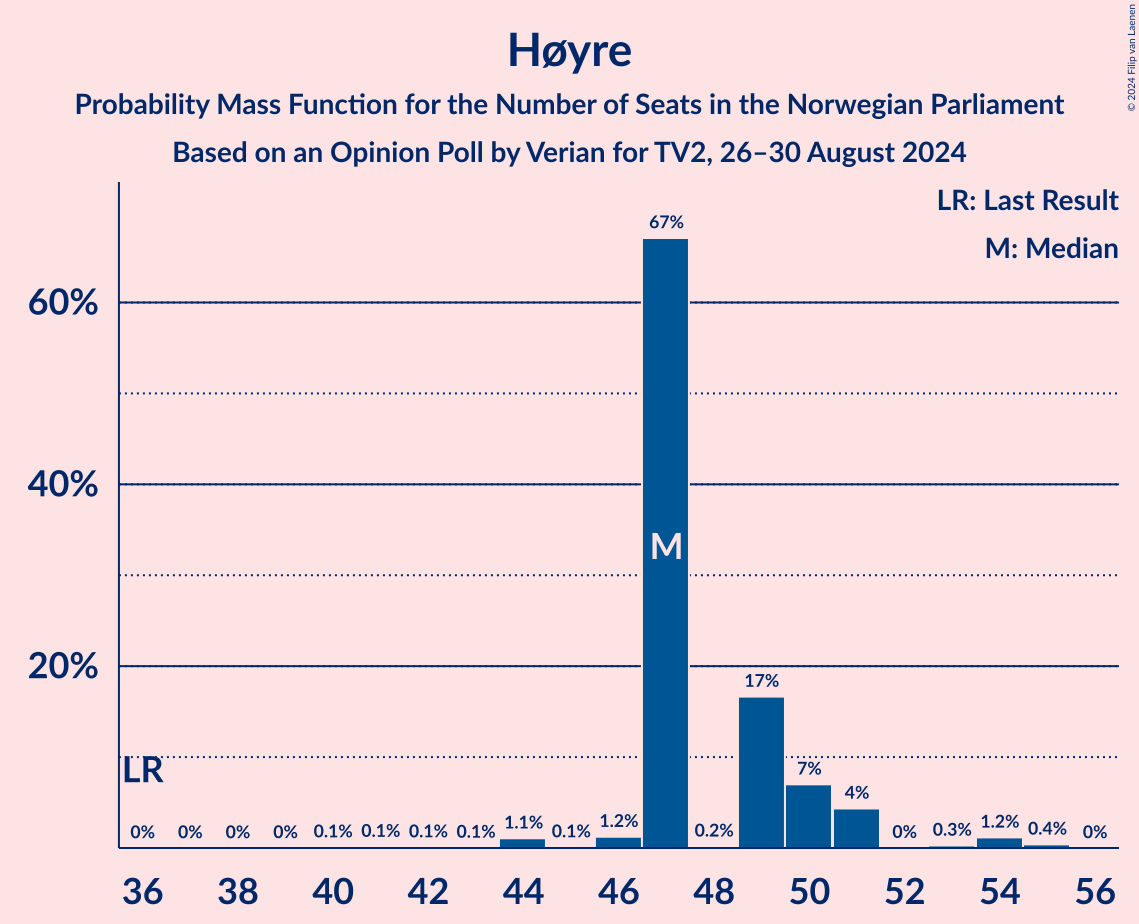 Høyre
Probability Mass Function for the Number of Seats in the Norwegian Parliament
Based on an Opinion Poll by Verian for TV2, 26–30 August 2024
© 2024 Filip van Laenen
LR: Last Result
M: Median
67%
60%
40%
M
20%
17%
LR
7%
4%
0% 0% 0% 0% 0.1% 0.1% 0.1% 0.1% 1.1% 0.1% 1.2% 0.2% 0% 0.3% 1.2% 0.4% 0%
36 38 40 42 44 46 48 50 52 54 56